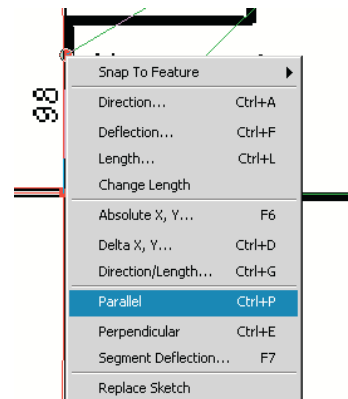 98
Snap To Feature
Direction... Ctrl+A
Deflection... Ctrl+F
Length... Ctrl+L
Change Length
Absolute X, Y... F6
Delta X, Y... Ctrl+D
Direction/Length... Ctrl+G
Parallel Ctrl+P
Perpendicular Ctrl+E
Segment Deflection... F7
Replace Sketch